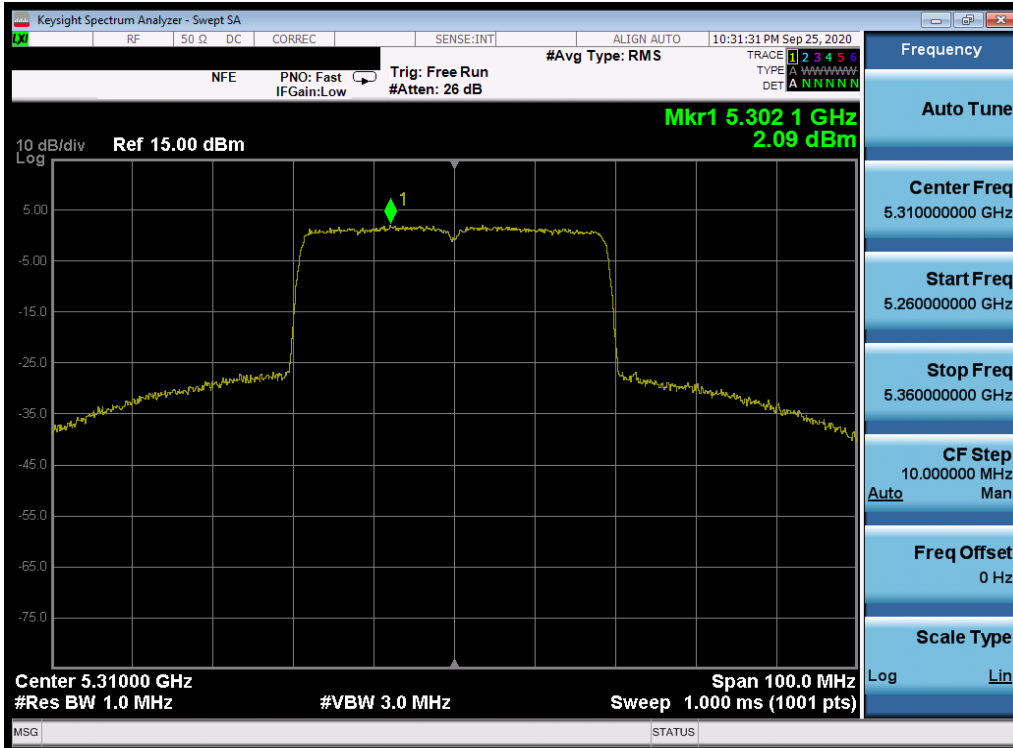 Keysight Spectrum Analyzer - Swept SA
LXI RF 50 Ω DC CORREC SENSE:INT ALIGN AUTO 10:31:31 PM Sep 25, 2020
NFE PNO: Fast IFGain:Low Trig: Free Run #Atten: 26 dB #Avg Type: RMS
TRACE 1 2 3 4 5 6
TYPE A WWWWW
DET A N N N N N
Mkr1 5.302 1 GHz
2.09 dBm
10 dB/div Ref 15.00 dBm
Log
1
5.00
-5.00
-15.0
-25.0
-35.0
-45.0
-55.0
-65.0
-75.0
Center 5.31000 GHz Span 100.0 MHz
#Res BW 1.0 MHz #VBW 3.0 MHz Sweep 1.000 ms (1001 pts)
MSG STATUS
Frequency
Auto Tune
Center Freq
5.310000000 GHz
Start Freq
5.260000000 GHz
Stop Freq
5.360000000 GHz
CF Step
10.000000 MHz
Auto Man
Freq Offset
0 Hz
Scale Type
Log Lin